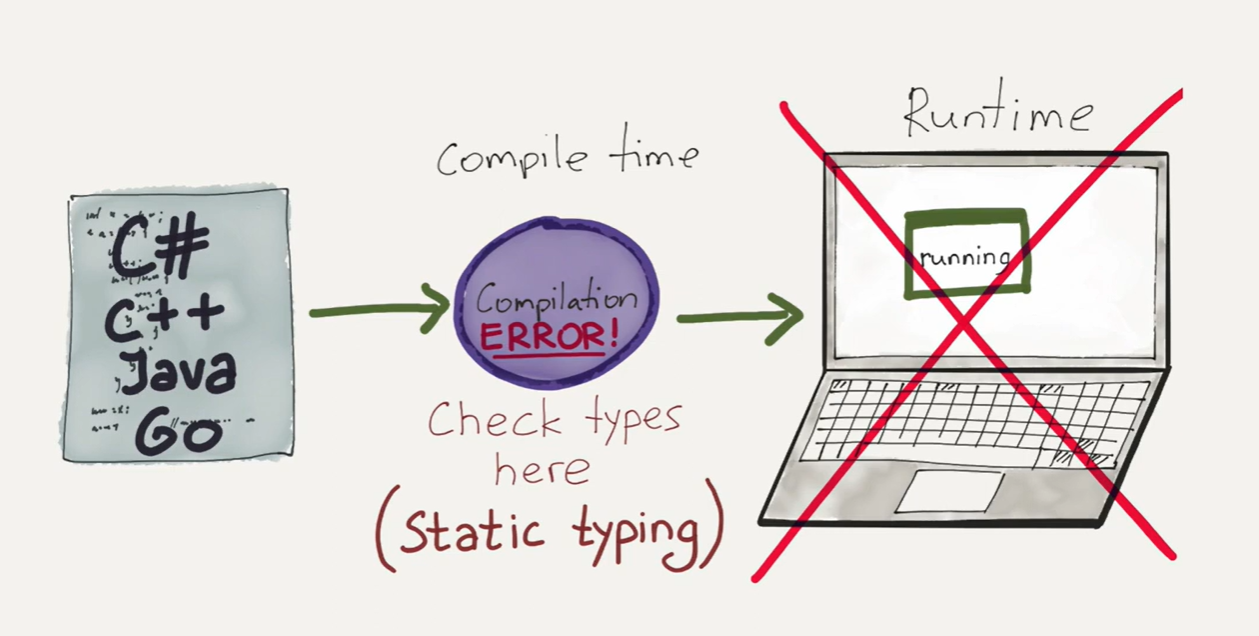 C#
C++
Java
Go
Compile time
Compilation
ERROR!
Check types
here
(Static typing)
Runtime
running